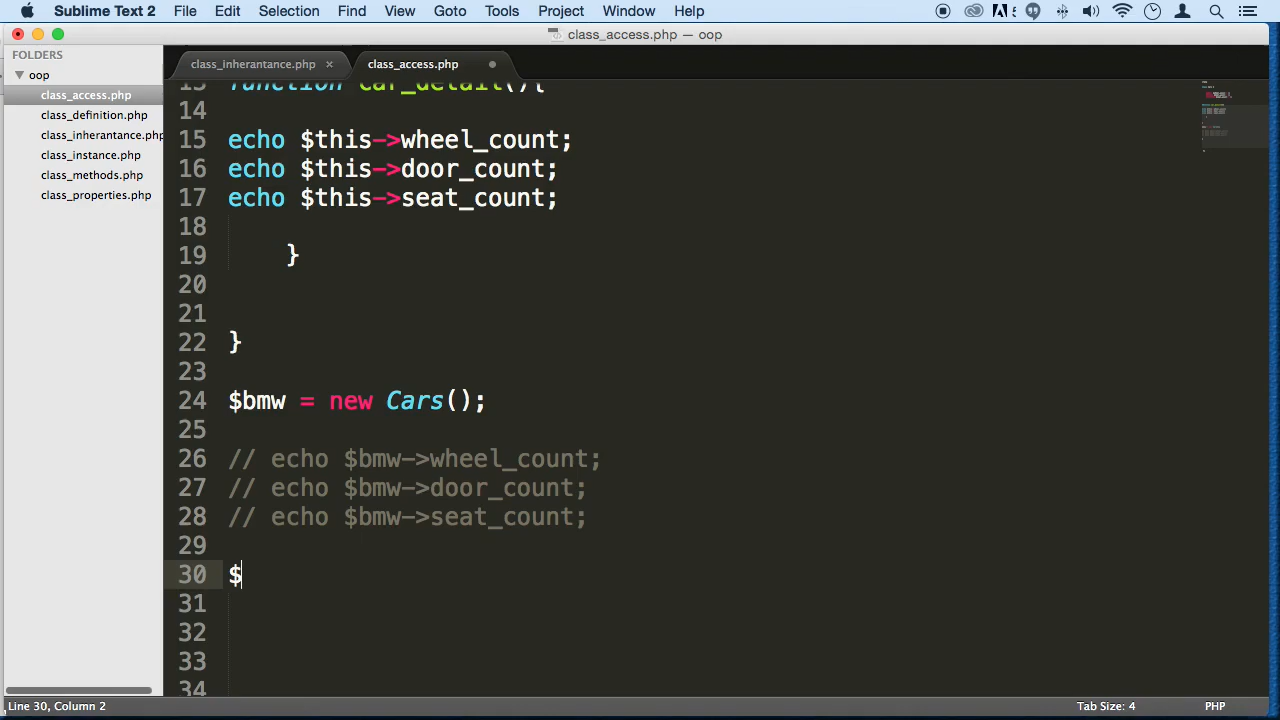 Sublime Text 2 File Edit Selection Find View Goto Tools Project Window Help
class_access.php — oop
FOLDERS
oop
class_access.php
class_definition.php
class_inherantance.php
class_instance.php
class_methods.php
class_properties.php
class_inherantance.php × class_access.php
13 function car_detail(){
14
15 echo $this->wheel_count;
16 echo $this->door_count;
17 echo $this->seat_count;
18
19 }
20
21
22 }
23
24 $bmw = new Cars();
25
26 // echo $bmw->wheel_count;
27 // echo $bmw->door_count;
28 // echo $bmw->seat_count;
29
30 $
31
32
33
34
Line 30, Column 2 Tab Size: 4 PHP